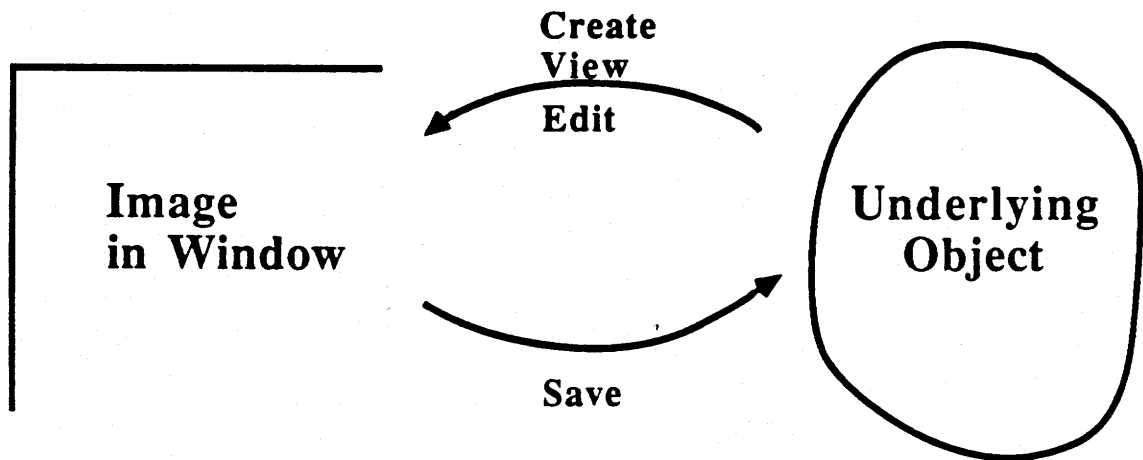 Create
View
Edit
Image
in Window
Underlying
Object
Save